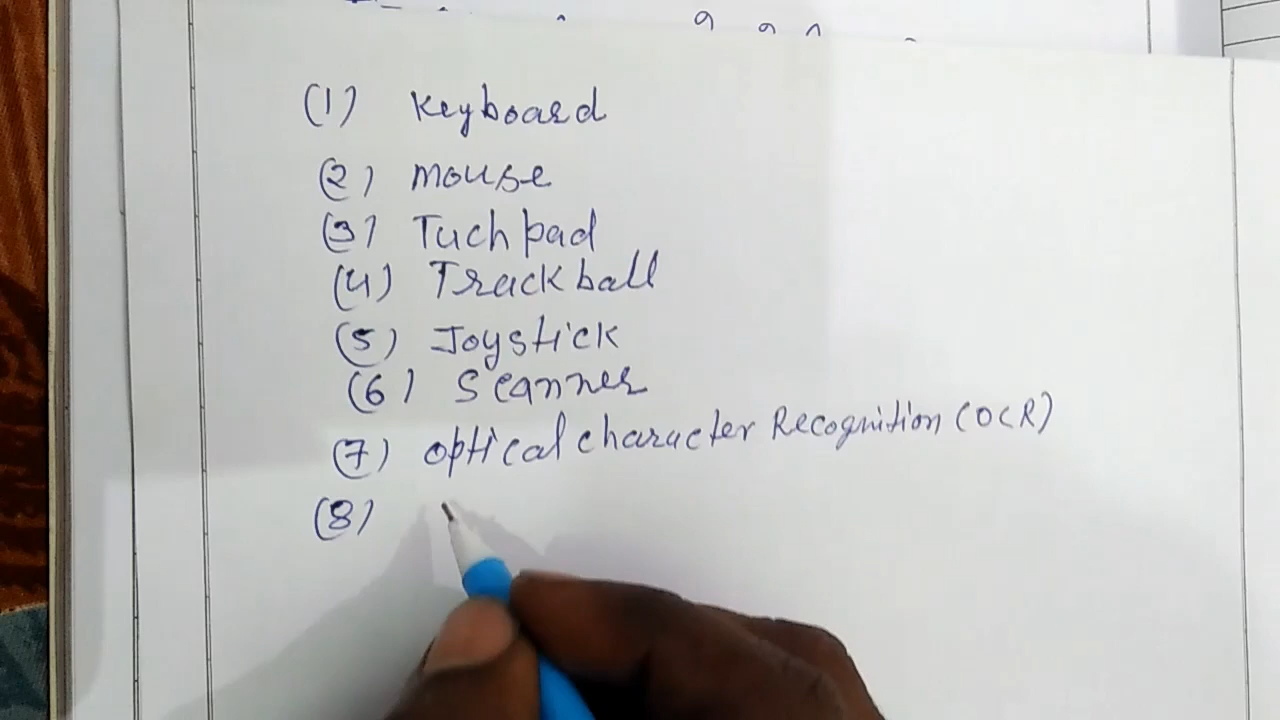 (1) Keyboard
(2) Mouse
(3) Tuchpad
(4) Trackball
(5) Joystick
(6) Scanner
(7) Optical character Recognition (OCR)
(8)